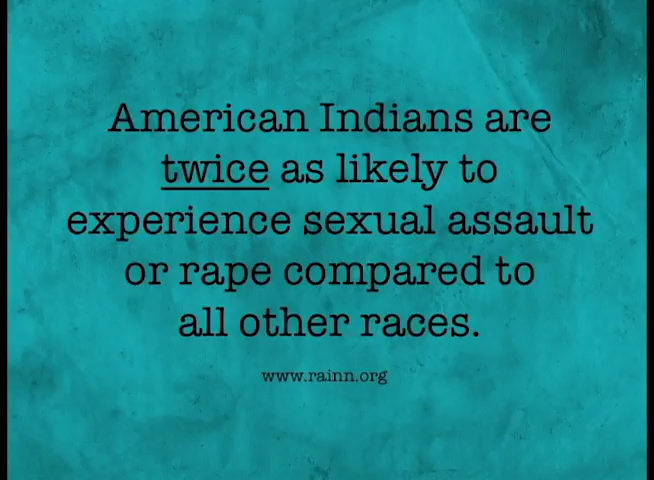 American Indians are
twice as likely to
experience sexual assault
or rape compared to
all other races.
www.rainn.org